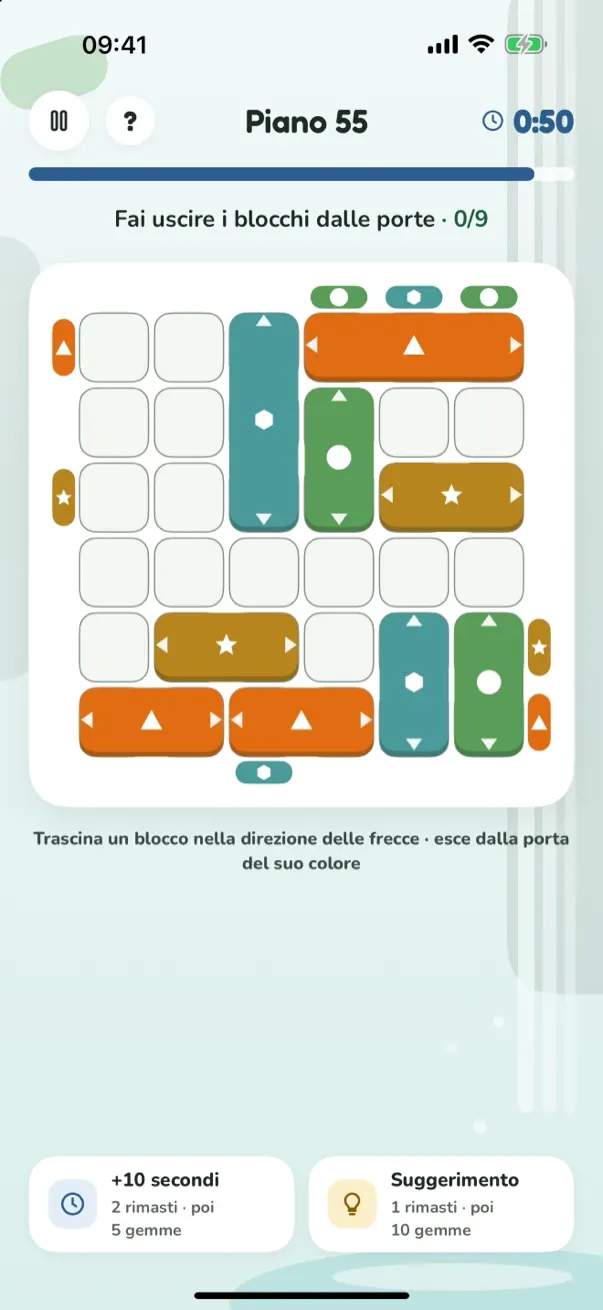 09:41
?
Piano 55
0:50
Fai uscire i blocchi dalle porte · 0/9
Trascina un blocco nella direzione delle frecce · esce dalla porta
del suo colore
+10 secondi
2 rimasti · poi
5 gemme
Suggerimento
1 rimasti · poi
10 gemme